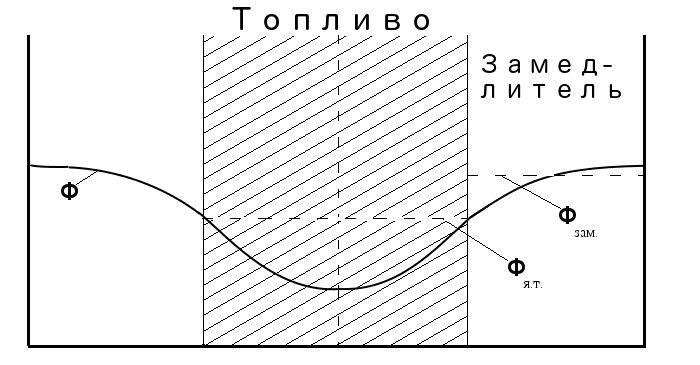 Топливо
Замед-
литель
Ф
Ф зам.
Ф я.т.